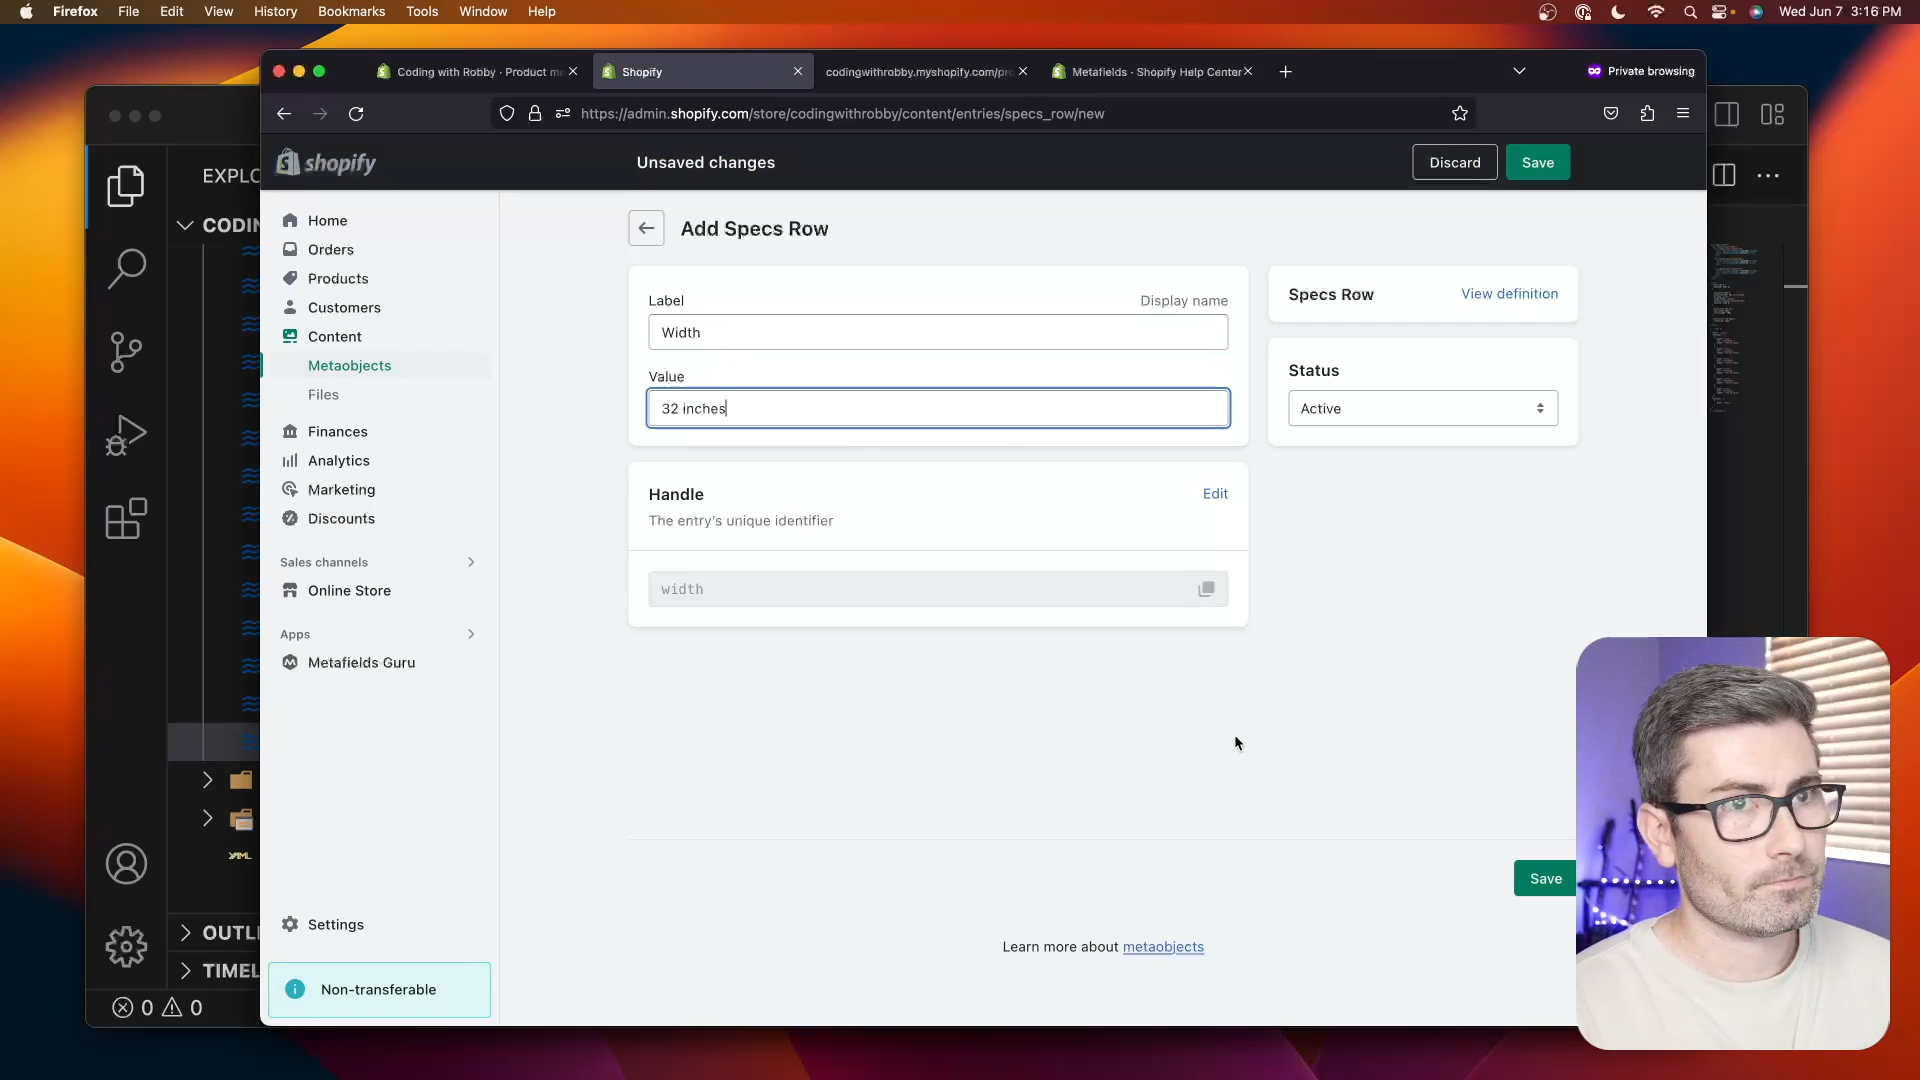 Firefox File Edit View History Bookmarks Tools Window Help Wed Jun 7 3:16 PM
Coding with Robby · Product me Shopify codingwithrobby.myshopify.com/pro Metafields · Shopify Help Center Private browsing
https://admin.shopify.com/store/codingwithrobby/content/entries/specs_row/new
shopify Unsaved changes Discard Save
EXPLO
CODIN
Home
Orders
Products
Customers
Content
Metaobjects
Files
Finances
Analytics
Marketing
Discounts
Sales channels
Online Store
Apps
Metafields Guru
Settings
Non-transferable
Add Specs Row
Label Display name
Width
Value
32 inches
Handle Edit
The entry's unique identifier
width
Specs Row View definition
Status
Active
Save
Learn more about metaobjects
YAML
OUTLI
TIMEL
0 0